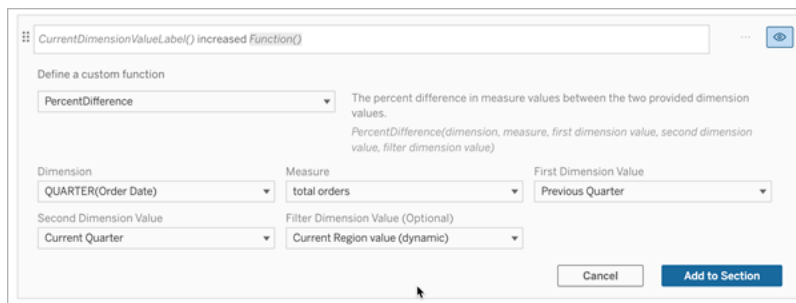 CurrentDimensionValueLabel() increased Function()
...
Define a custom function
PercentDifference
The percent difference in measure values between the two provided dimension
values.
PercentDifference(dimension, measure, first dimension value, second dimension
value, filter dimension value)
Dimension
Measure
First Dimension Value
QUARTER(Order Date)
total orders
Previous Quarter
Second Dimension Value
Filter Dimension Value (Optional)
Current Quarter
Current Region value (dynamic)
Cancel
Add to Section